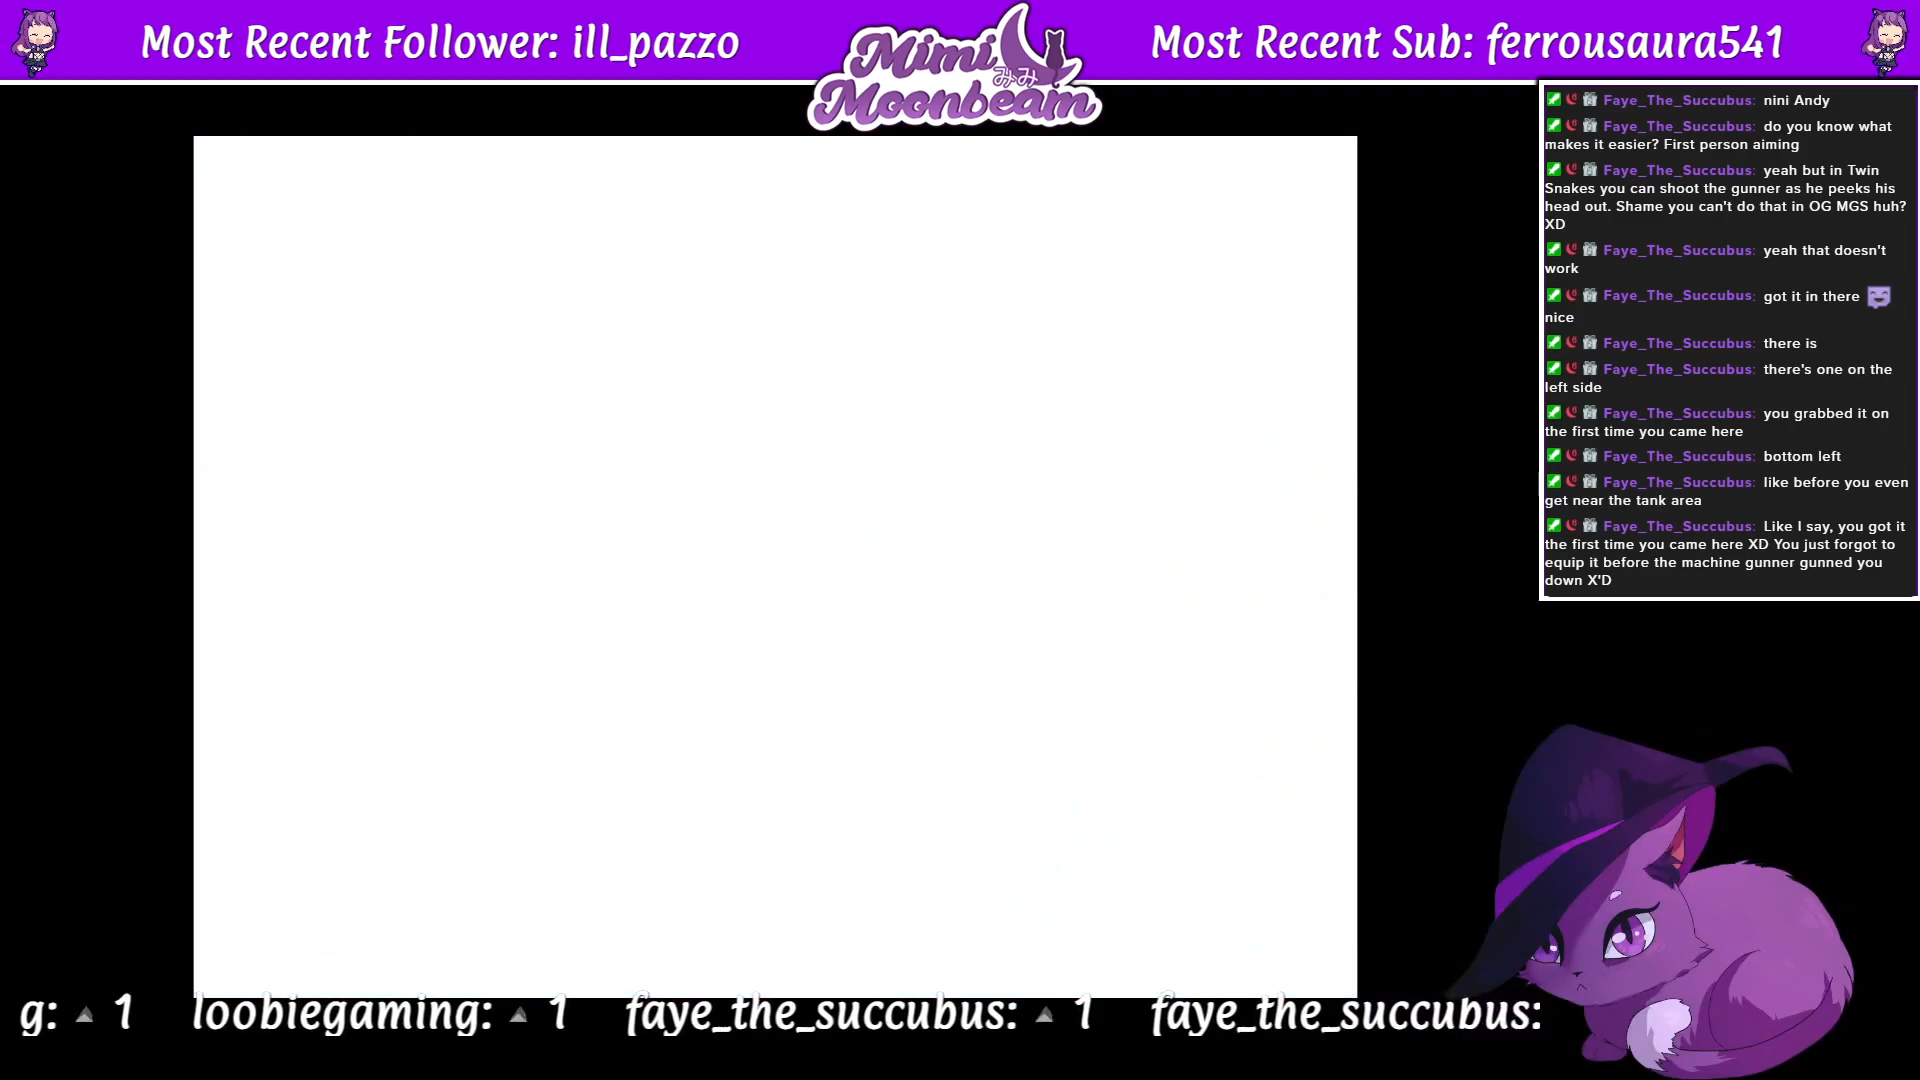 Most Recent Follower: ill_pazzo
Mimi
みみ
Moonbeam
Most Recent Sub: ferrousaura541
Faye_The_Succubus: nini Andy
Faye_The_Succubus: do you know what
makes it easier? First person aiming
Faye_The_Succubus: yeah but in Twin
Snakes you can shoot the gunner as he peeks his
head out. Shame you can't do that in OG MGS huh?
XD
Faye_The_Succubus: yeah that doesn't
work
Faye_The_Succubus: got it in there
nice
Faye_The_Succubus: there is
Faye_The_Succubus: there's one on the
left side
Faye_The_Succubus: you grabbed it on
the first time you came here
Faye_The_Succubus: bottom left
Faye_The_Succubus: like before you even
get near the tank area
Faye_The_Succubus: Like I say, you got it
the first time you came here XD You just forgot to
equip it before the machine gunner gunned you
down X'D
g: 1 loobiegaming: 1 faye_the_succubus: 1 faye_the_succubus: